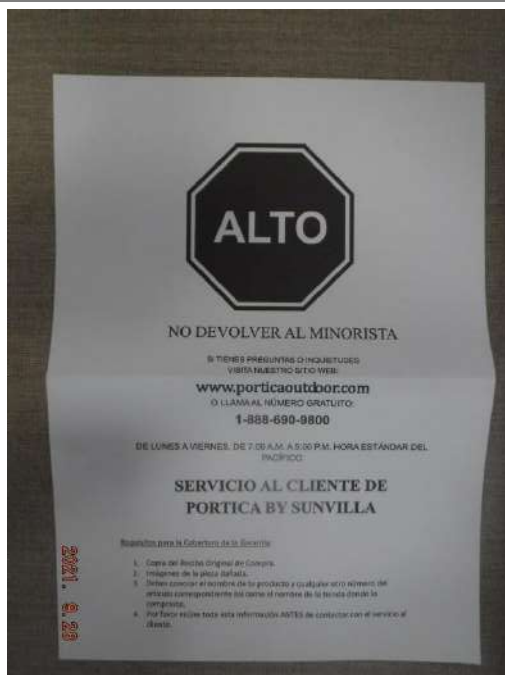 ALTO
NO DEVOLVER AL MINORISTA
SI TIENES PREGUNTAS O INQUIETUDES
VISITA NUESTRO SITIO WEB:
www.porticaoutdoor.com
O LLAMA AL NÚMERO GRATUITO:
1-888-690-9800
DE LUNES A VIERNES, DE 7:00 A.M. A 5:00 P.M. HORA ESTÁNDAR DEL
PACÍFICO
SERVICIO AL CLIENTE DE
PORTICA BY SUNVILLA
Requisitos para la Cobertura de la Garantía:
1. Copia del Recibo Original de Compra.
2. Imágenes de la pieza dañada.
3. Deben conocer el nombre de la producto y cualquier otro número del
artículo correspondiente así como el nombre de la tienda donde lo
compraste.
4. Por favor reúne toda esta información ANTES de contactar con el servicio al
cliente.
2021. 9.29